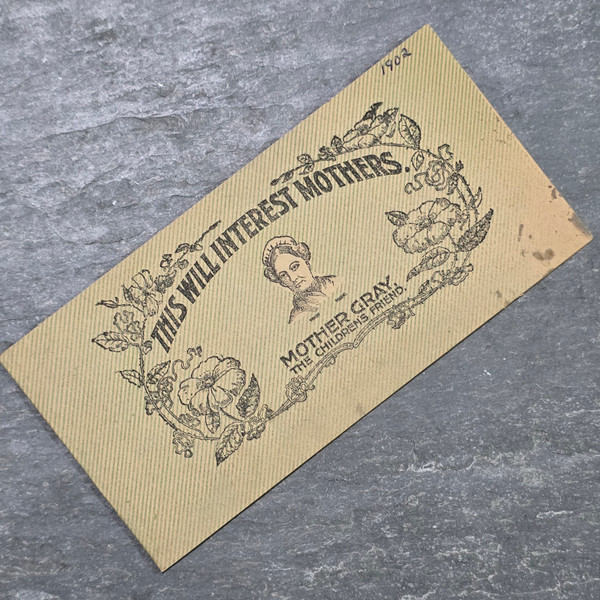 1902
THIS WILL INTEREST MOTHERS.
MOTHER GRAY,
THE CHILDREN'S FRIEND.